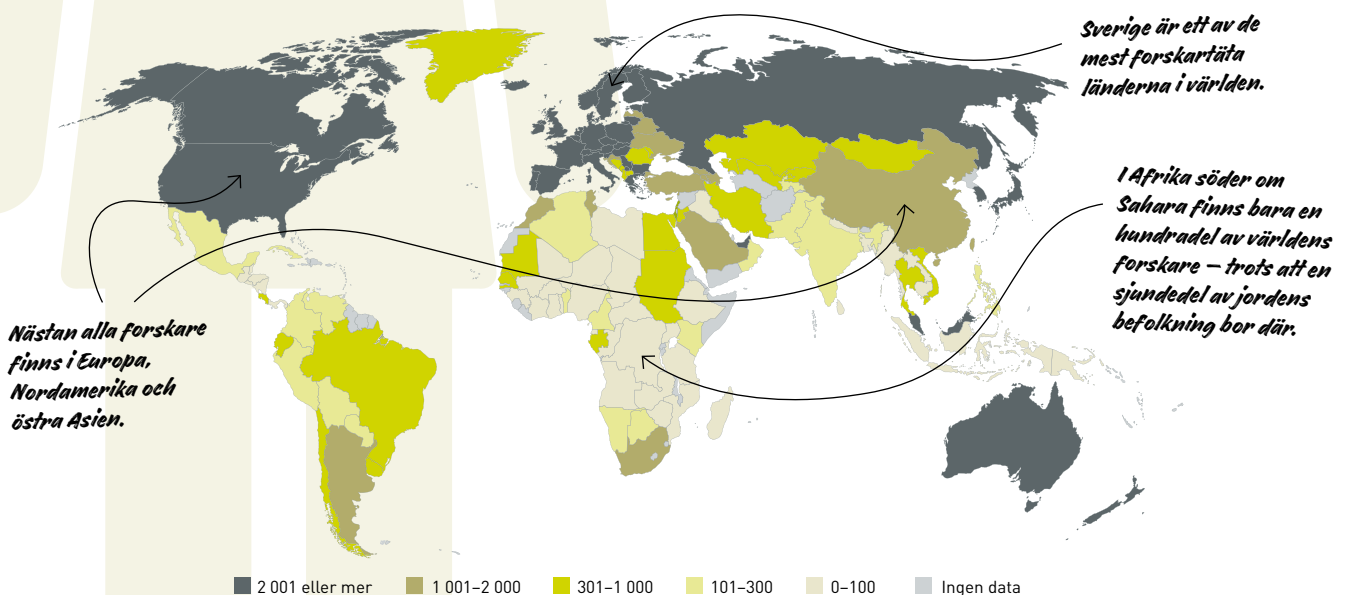 Sverige är ett av de
mest forskartäta
länderna i världen.
I Afrika söder om
Sahara finns bara en
hundradel av världens
forskare – trots att en
sjundedel av jordens
befolkning bor där.
Nästan alla forskare
finns i Europa,
Nordamerika och
östra Asien.
2 001 eller mer 1 001–2 000 301–1 000 101–300 0–100 Ingen data